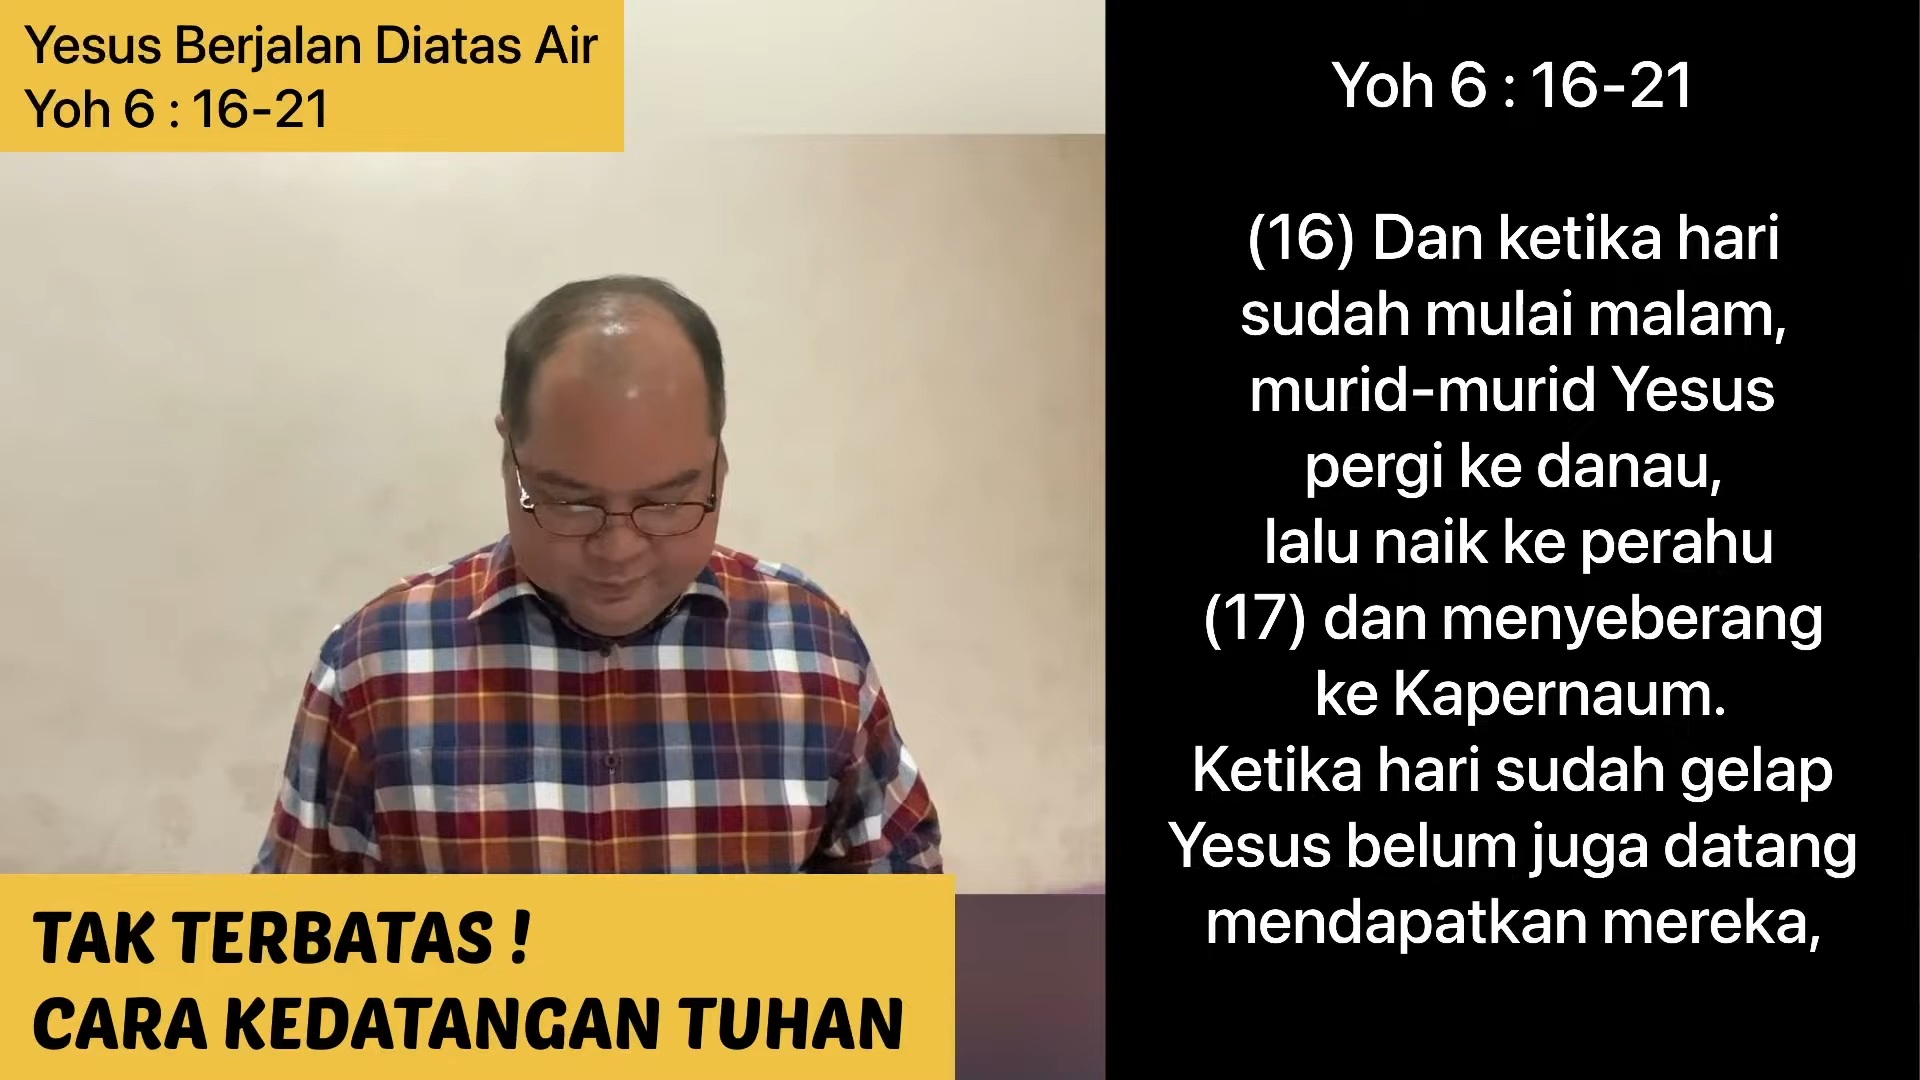 Yesus Berjalan Diatas Air
Yoh 6 : 16-21
TAK TERBATAS !
CARA KEDATANGAN TUHAN
Yoh 6 : 16-21
(16) Dan ketika hari
sudah mulai malam,
murid-murid Yesus
pergi ke danau,
lalu naik ke perahu
(17) dan menyeberang
ke Kapernaum.
Ketika hari sudah gelap
Yesus belum juga datang
mendapatkan mereka,